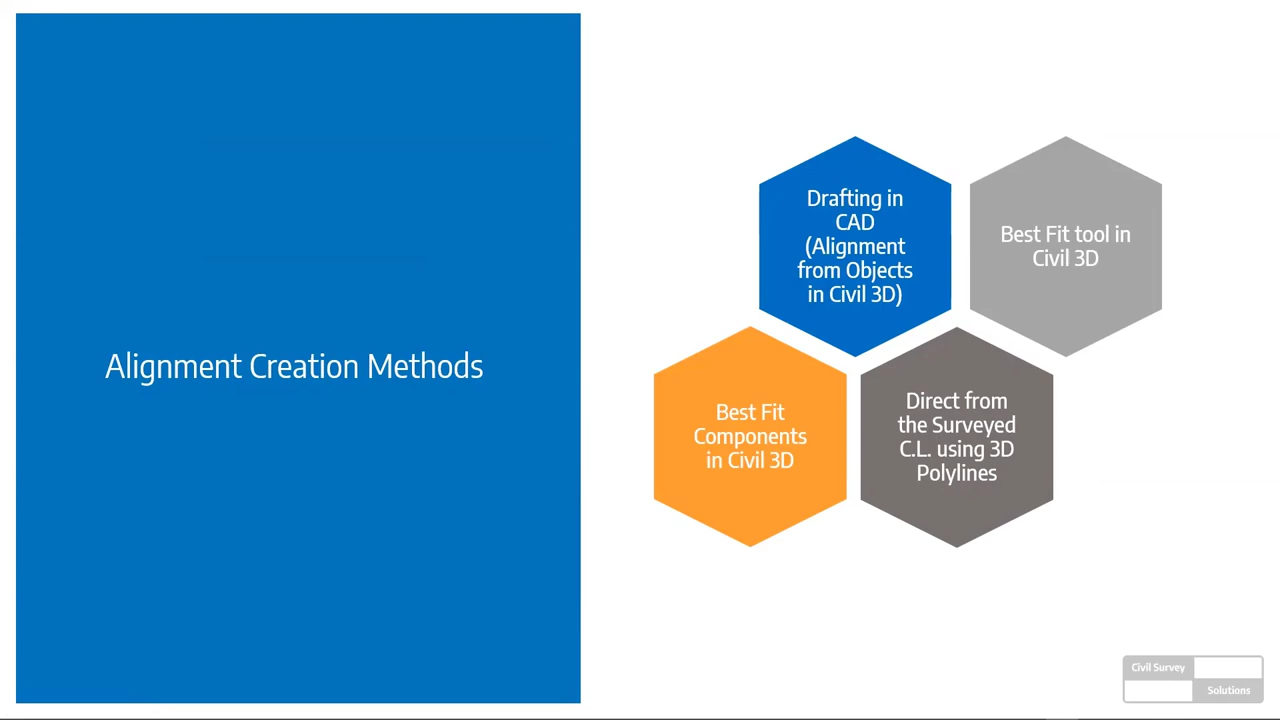 Alignment Creation Methods
Drafting in
CAD
(Alignment
from Objects
in Civil 3D)
Best Fit tool in
Civil 3D
Best Fit
Components
in Civil 3D
Direct from
the Surveyed
C.L. using 3D
Polylines
Civil Survey
Solutions